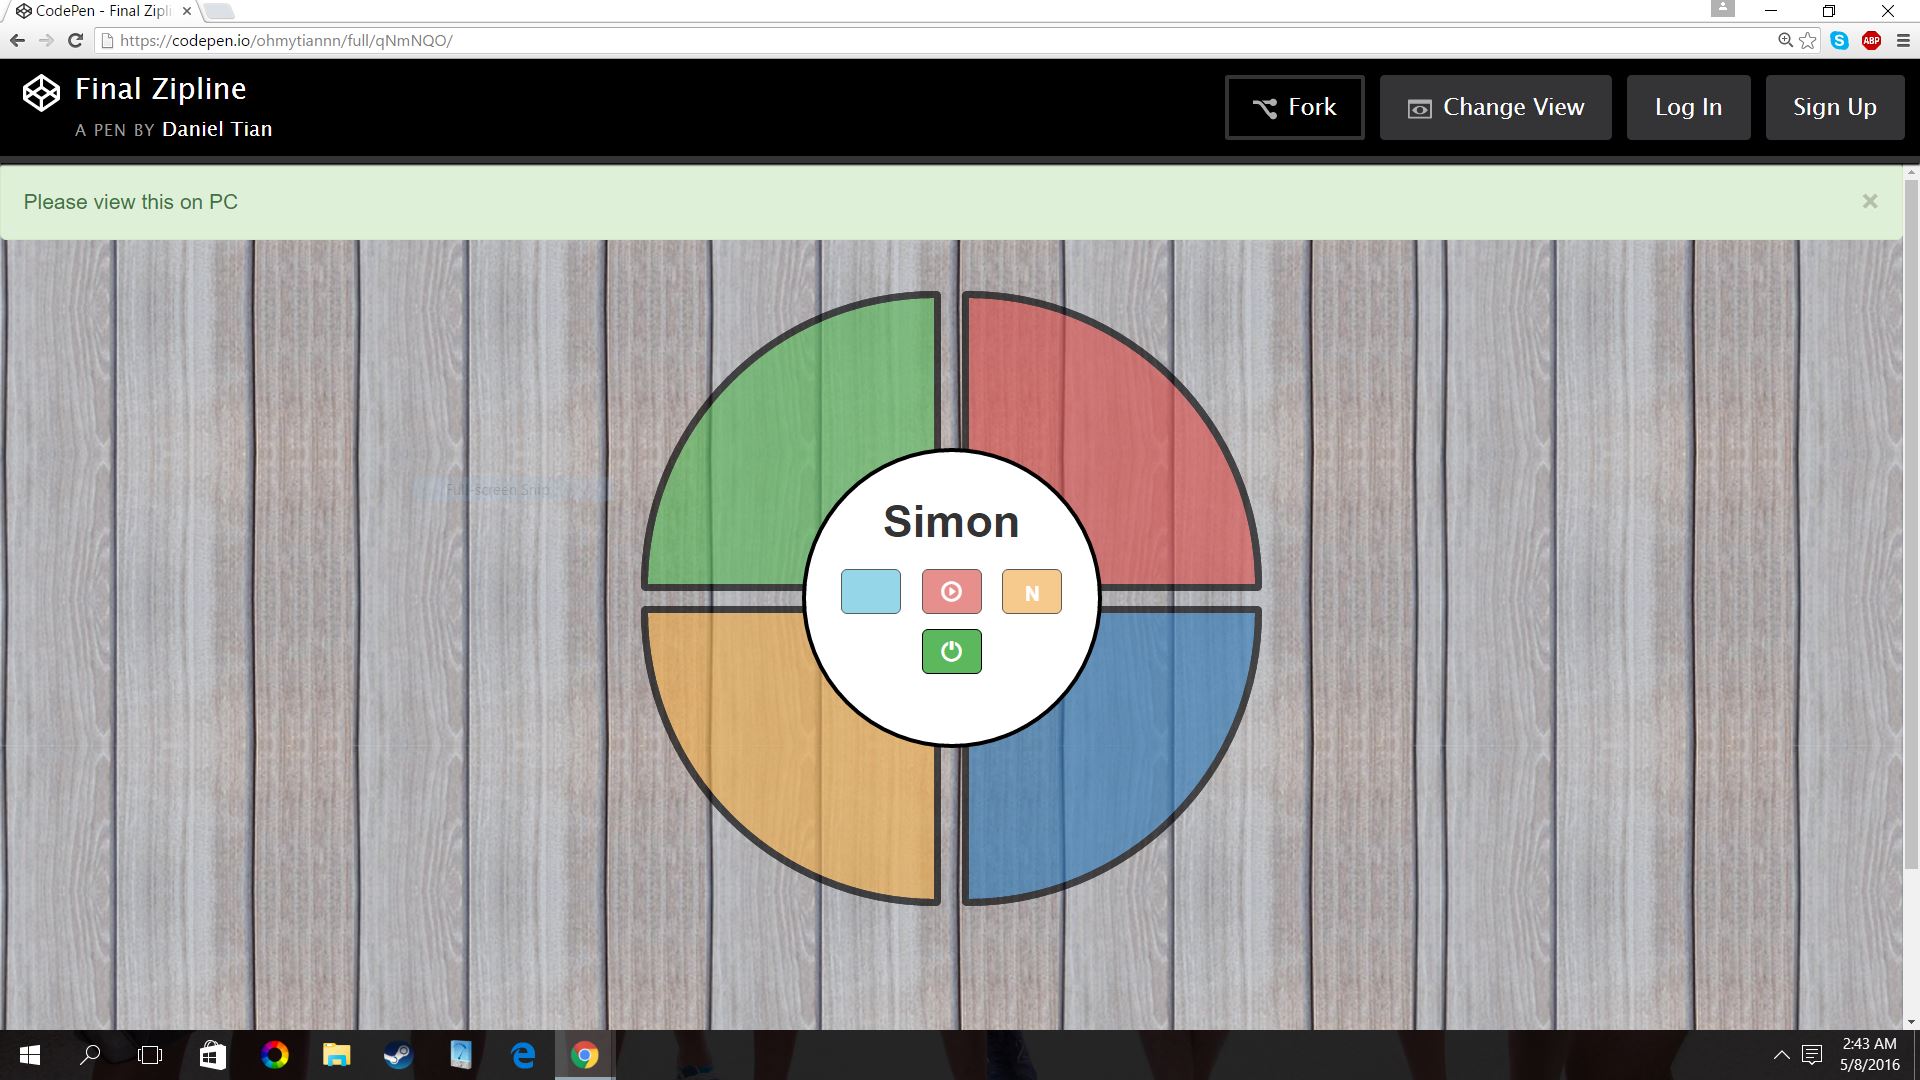 CodePen - Final Zipli
https://codepen.io/ohmytiannn/full/qNmNQO/
S
ABP
Final Zipline
A PEN BY Daniel Tian
Fork
Change View
Log In
Sign Up
Please view this on PC
×
Full-screen Snip
Simon
N
2:43 AM
5/8/2016